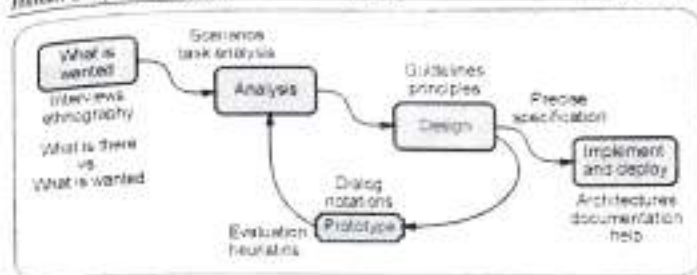 What is
wanted
Interviews
ethnography
What is there
vs
What is wanted
Scenarios
task analysis
Analysis
Guidelines
principles
Design
Precise
specification
Implement
and deploy
Architectures
documentation
help
Dialog
notations
Prototype
Evaluation
heuristics